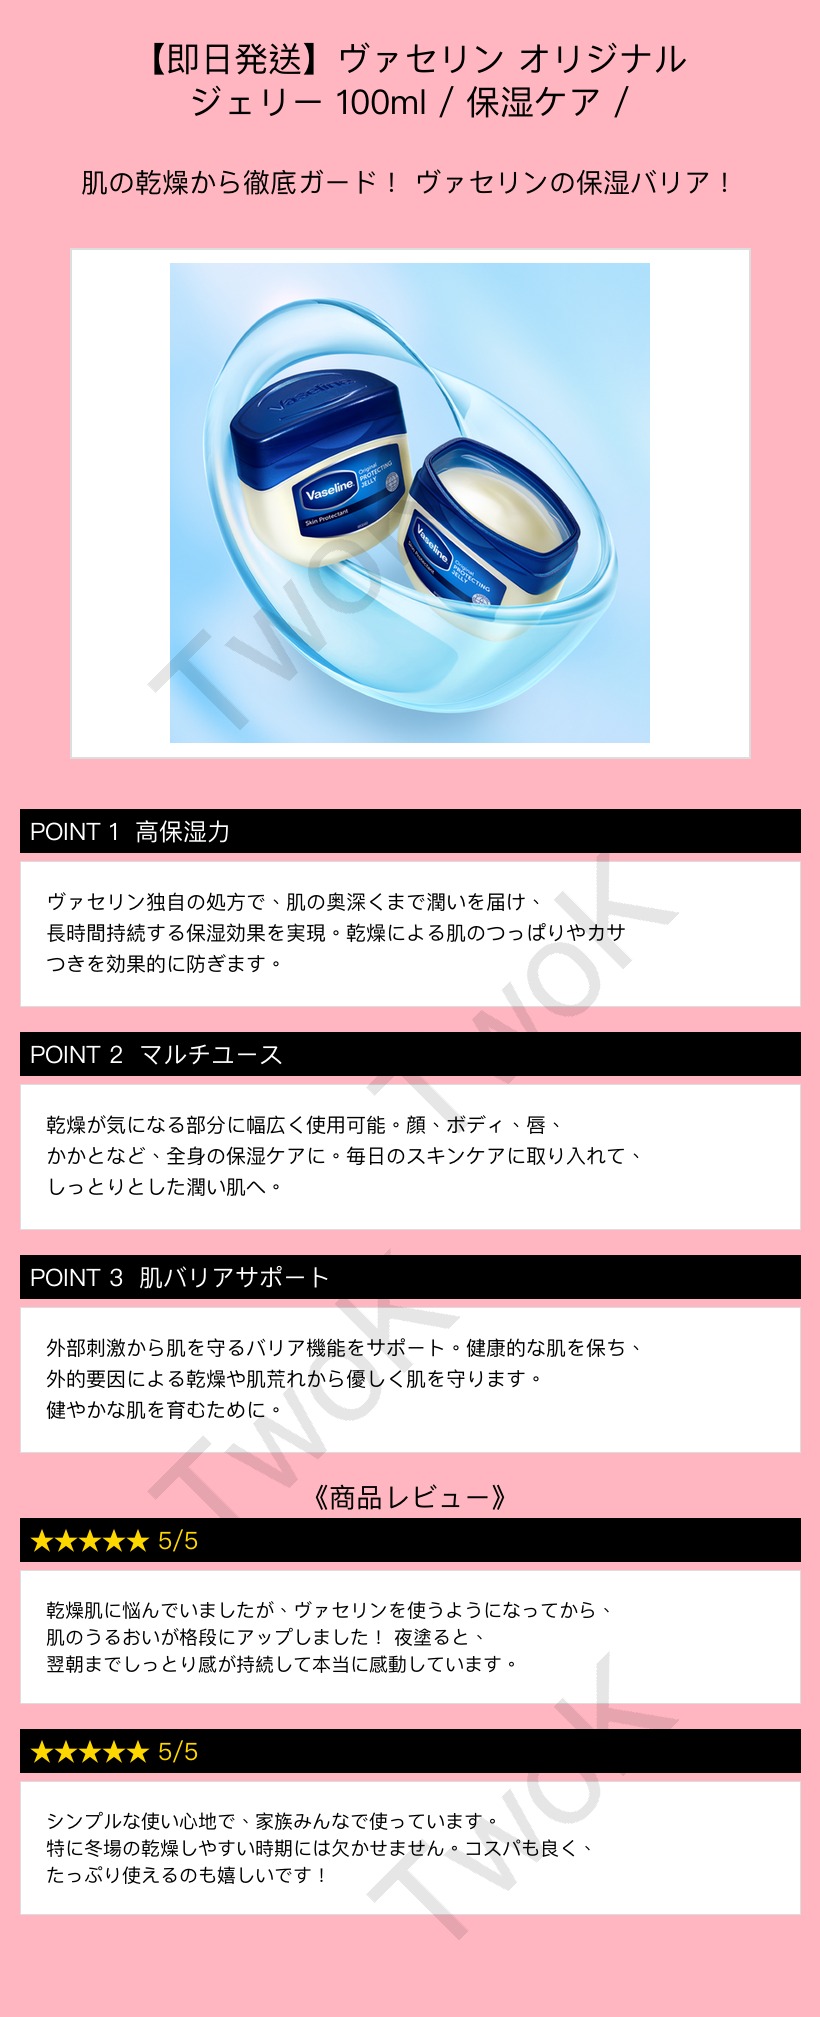 【即日発送】ヴァセリン オリジナル
ジェリー 100ml / 保湿ケア /
肌の乾燥から徹底ガード！ ヴァセリンの保湿バリア！
Vaseline
Vaseline
Original
PROTECTING
JELLY
Skin Protectant
Vaseline
Original
PROTECTING
JELLY
Skin Protectant
TwoK
POINT 1 高保湿力
ヴァセリン独自の処方で、肌の奥深くまで潤いを届け、
長時間持続する保湿効果を実現。乾燥による肌のつっぱりやカサ
つきを効果的に防ぎます。
TwoK
POINT 2 マルチユース
乾燥が気になる部分に幅広く使用可能。顔、ボディ、唇、
かかとなど、全身の保湿ケアに。毎日のスキンケアに取り入れて、
しっとりとした潤い肌へ。
POINT 3 肌バリアサポート
外部刺激から肌を守るバリア機能をサポート。健康的な肌を保ち、
外的要因による乾燥や肌荒れから優しく肌を守ります。
健やかな肌を育むために。
TwoK
《商品レビュー》
★★★★★ 5/5
乾燥肌に悩んでいましたが、ヴァセリンを使うようになってから、
肌のうるおいが格段にアップしました！ 夜塗ると、
翌朝までしっとり感が持続して本当に感動しています。
★★★★★ 5/5
シンプルな使い心地で、家族みんなで使っています。
特に冬場の乾燥しやすい時期には欠かせません。コスパも良く、
たっぷり使えるのも嬉しいです！
TwoK